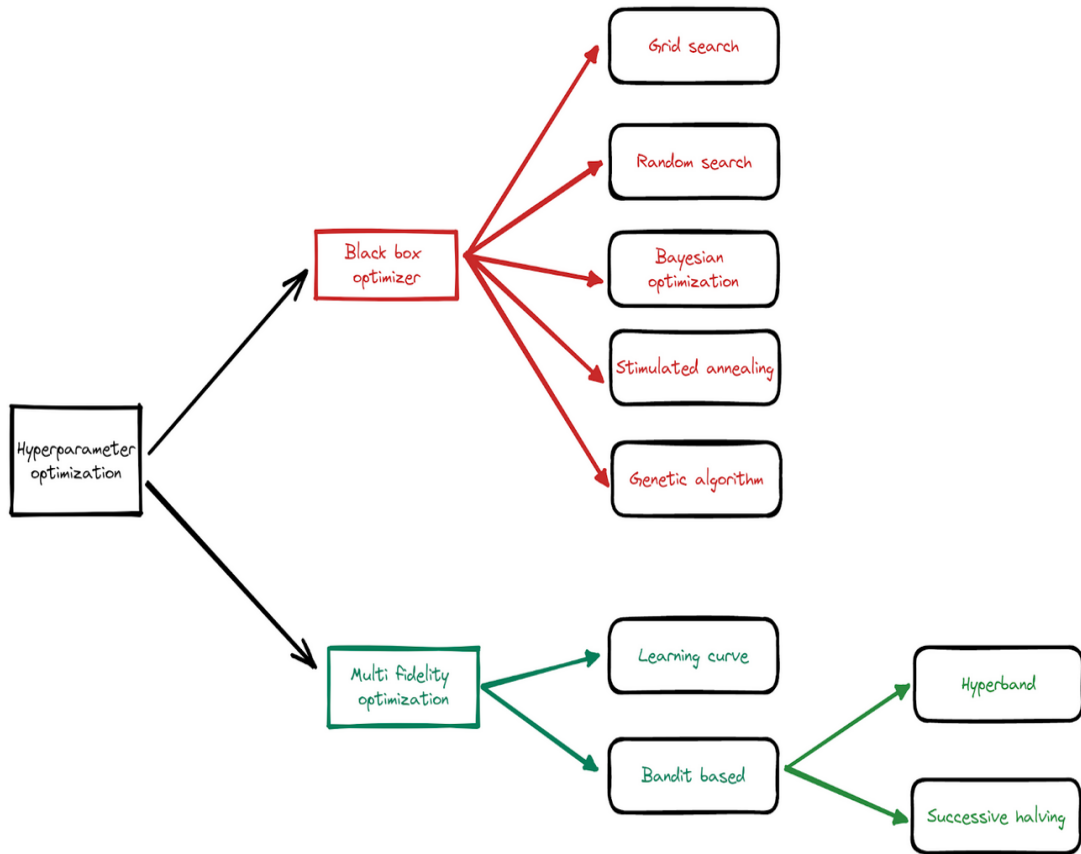 Grid search
Random search
Black box
optimizer
Bayesian
optimization
Stimulated annealing
Hyperparameter
optimization
Genetic algorithm
Multi fidelity
optimization
Learning curve
Hyperband
Bandit based
Successive halving